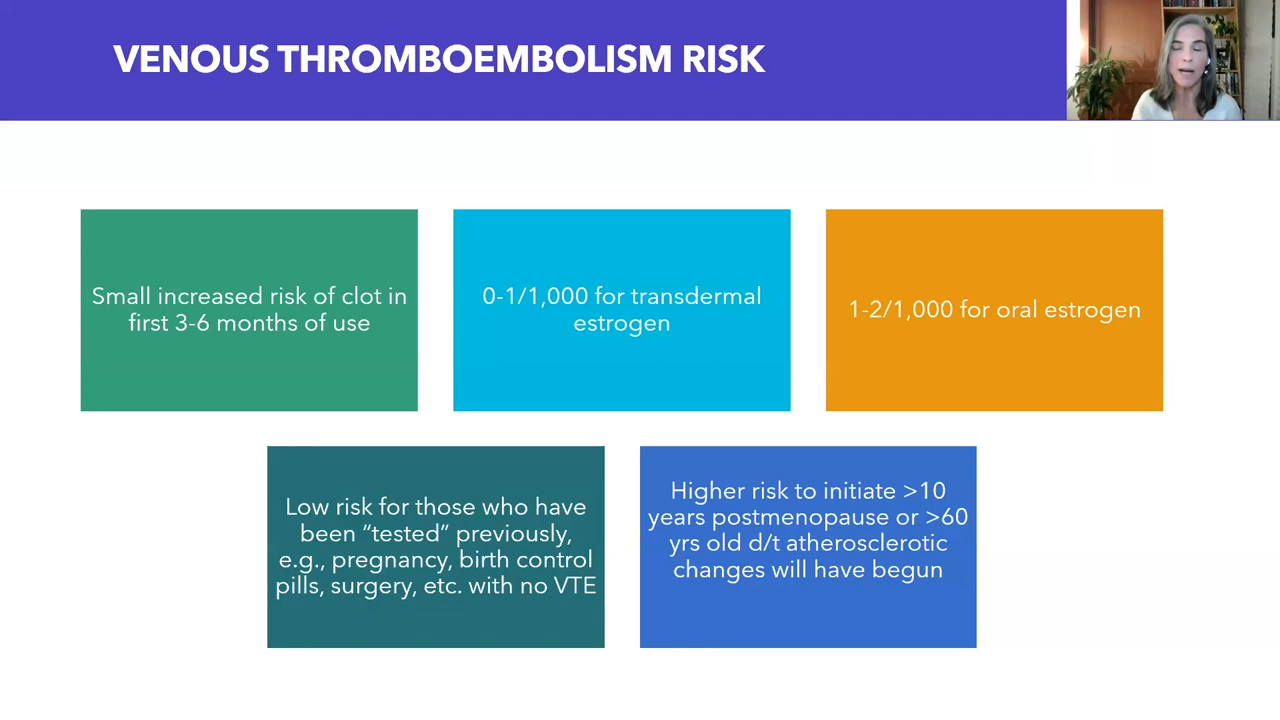 VENOUS THROMBOEMBOLISM RISK
Small increased risk of clot in
first 3-6 months of use
0-1/1,000 for transdermal
estrogen
1-2/1,000 for oral estrogen
Low risk for those who have
been “tested” previously,
e.g., pregnancy, birth control
pills, surgery, etc. with no VTE
Higher risk to initiate >10
years postmenopause or >60
yrs old d/t atherosclerotic
changes will have begun